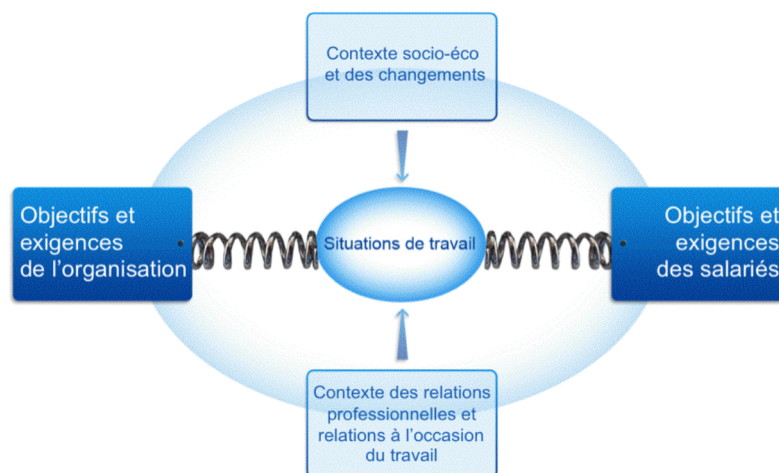 Contexte socio-éco
et des changements
Objectifs et
exigences
de l'organisation
Situations de travail
Objectifs et
exigences
des salariés
Contexte des relations
professionnelles et
relations à l'occasion
du travail